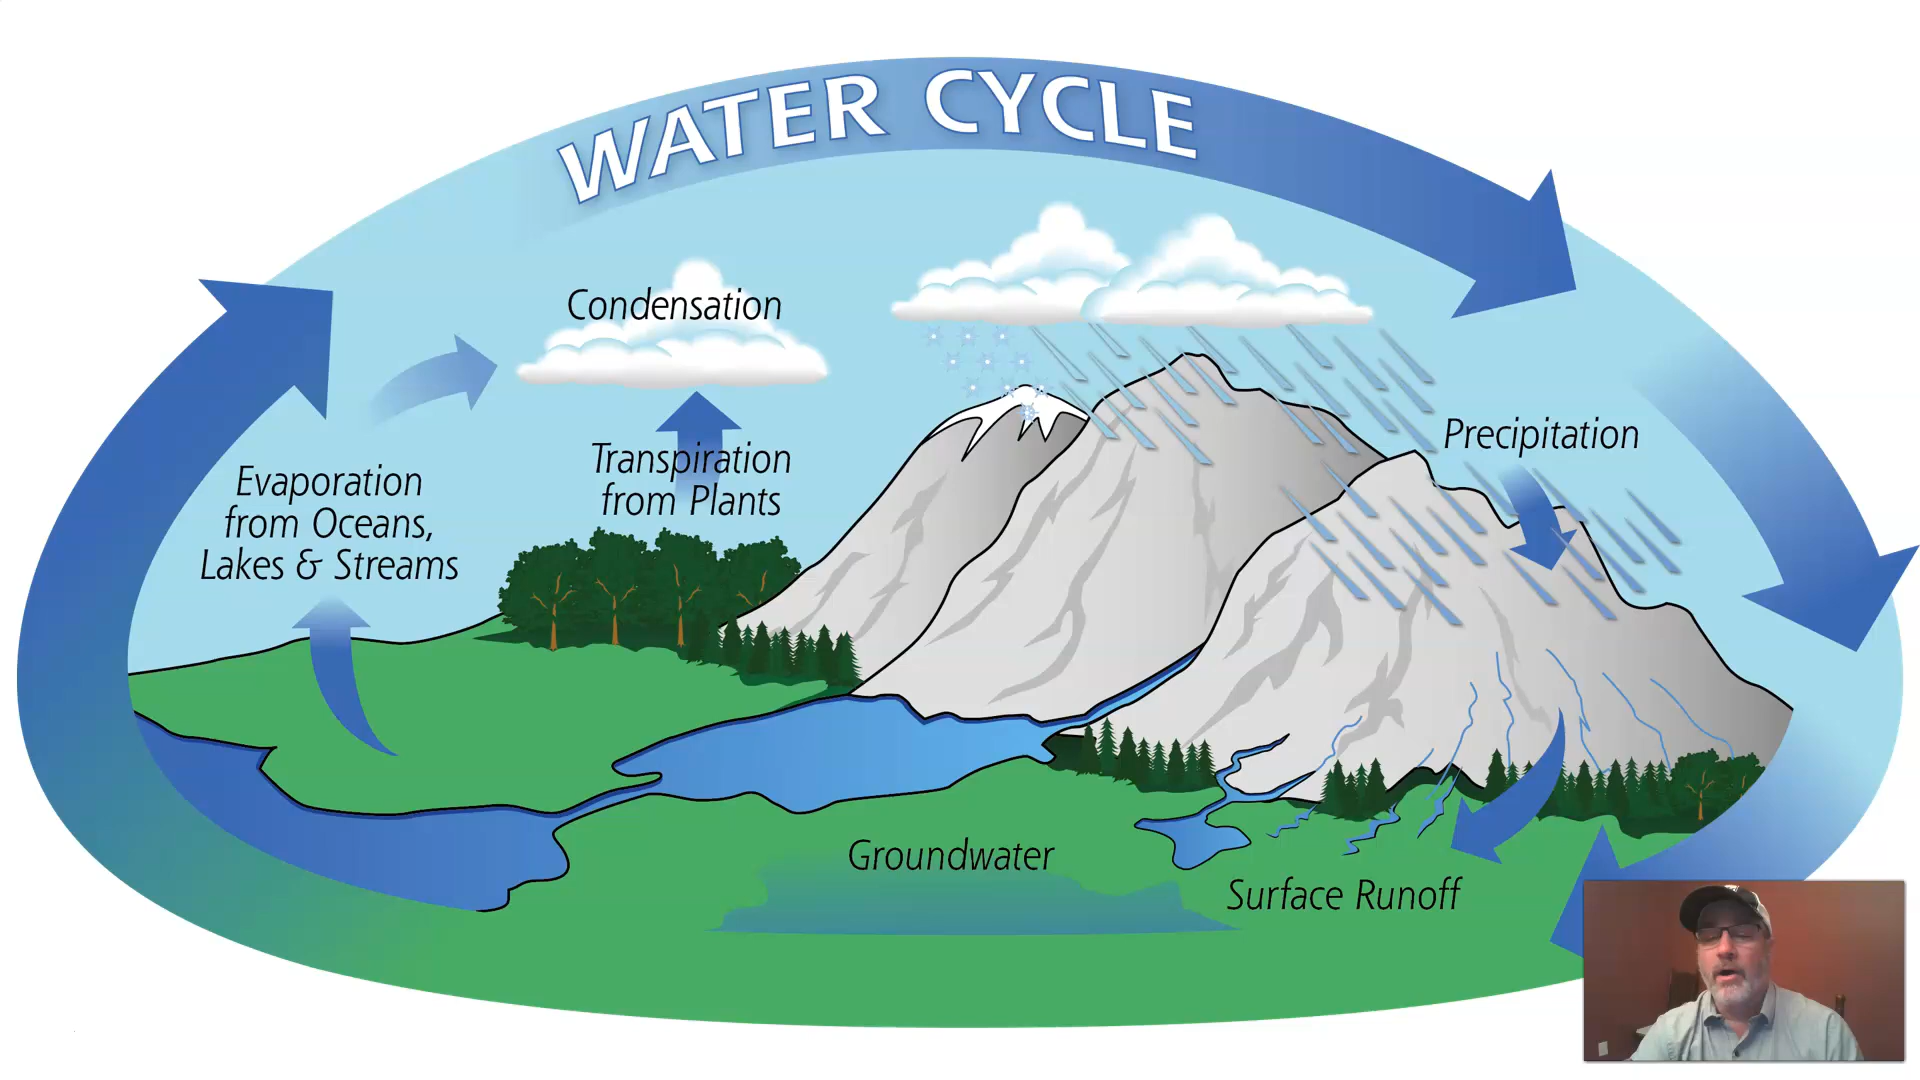 WATER CYCLE
Condensation
Transpiration
from Plants
Evaporation
from Oceans,
Lakes & Streams
Precipitation
Groundwater
Surface Runoff